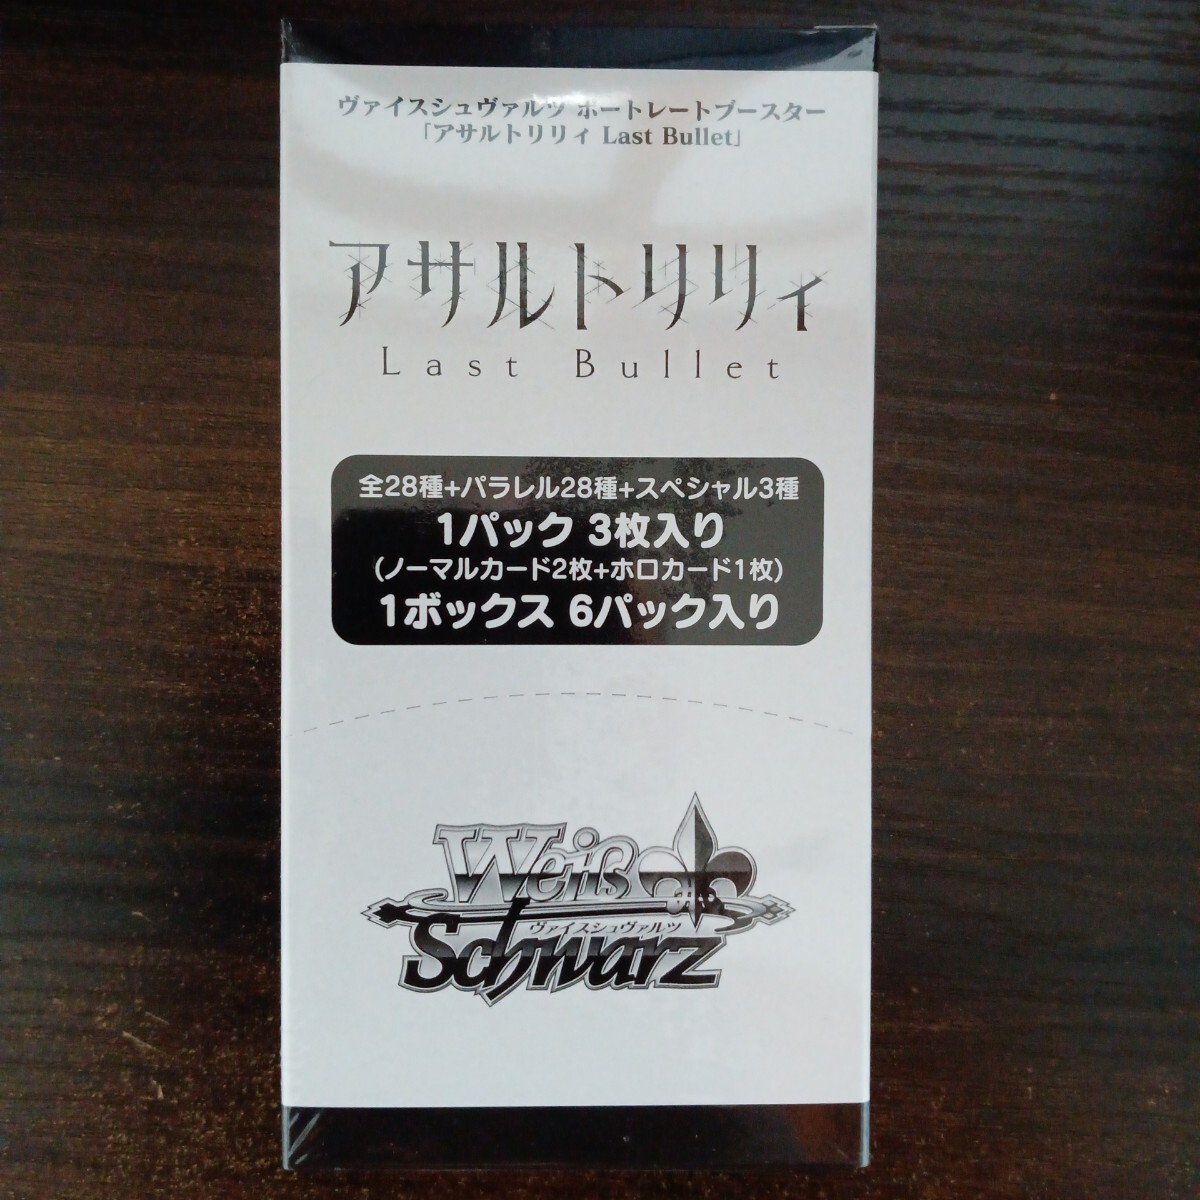 ヴァイスシュヴァルツ ポートレートブースター
「アサルトリリィ Last Bullet」
アサルトリリィ
Last Bullet
全28種+パラレル28種+スペシャル3種
1パック 3枚入り
(ノーマルカード2枚+ホロカード1枚)
1ボックス 6パック入り
Weiß
ヴァイスシュヴァルツ
Schwarz